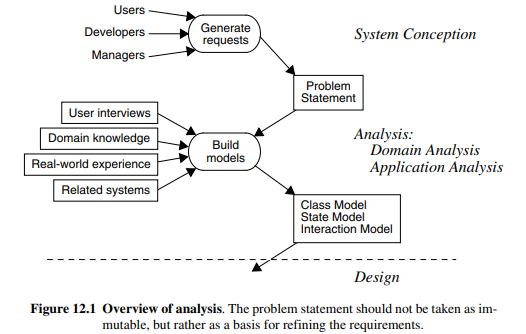 Users
Developers
Managers
Generate
requests
System Conception
Problem
Statement
User interviews
Domain knowledge
Real-world experience
Related systems
Build
models
Analysis:
Domain Analysis
Application Analysis
Class Model
State Model
Interaction Model
Design
Figure 12.1 Overview of analysis. The problem statement should not be taken as im-
mutable, but rather as a basis for refining the requirements.